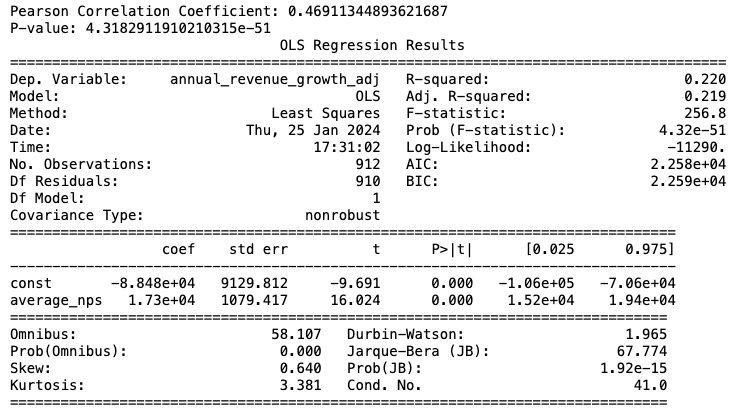 Pearson Correlation Coefficient: 0.46911344893621687
P-value: 4.3182911910210315e-51
OLS Regression Results
==============================================================================
Dep. Variable: annual_revenue_growth_adj R-squared: 0.220
Model: OLS Adj. R-squared: 0.219
Method: Least Squares F-statistic: 256.8
Date: Thu, 25 Jan 2024 Prob (F-statistic): 4.32e-51
Time: 17:31:02 Log-Likelihood: -11290.
No. Observations: 912 AIC: 2.258e+04
Df Residuals: 910 BIC: 2.259e+04
Df Model: 1
Covariance Type: nonrobust
==============================================================================
coef std err t P>|t| [0.025 0.975]
------------------------------------------------------------------------------
const -8.848e+04 9129.812 -9.691 0.000 -1.06e+05 -7.06e+04
average_nps 1.73e+04 1079.417 16.024 0.000 1.52e+04 1.94e+04
==============================================================================
Omnibus: 58.107 Durbin-Watson: 1.965
Prob(Omnibus): 0.000 Jarque-Bera (JB): 67.774
Skew: 0.640 Prob(JB): 1.92e-15
Kurtosis: 3.381 Cond. No. 41.0
==============================================================================